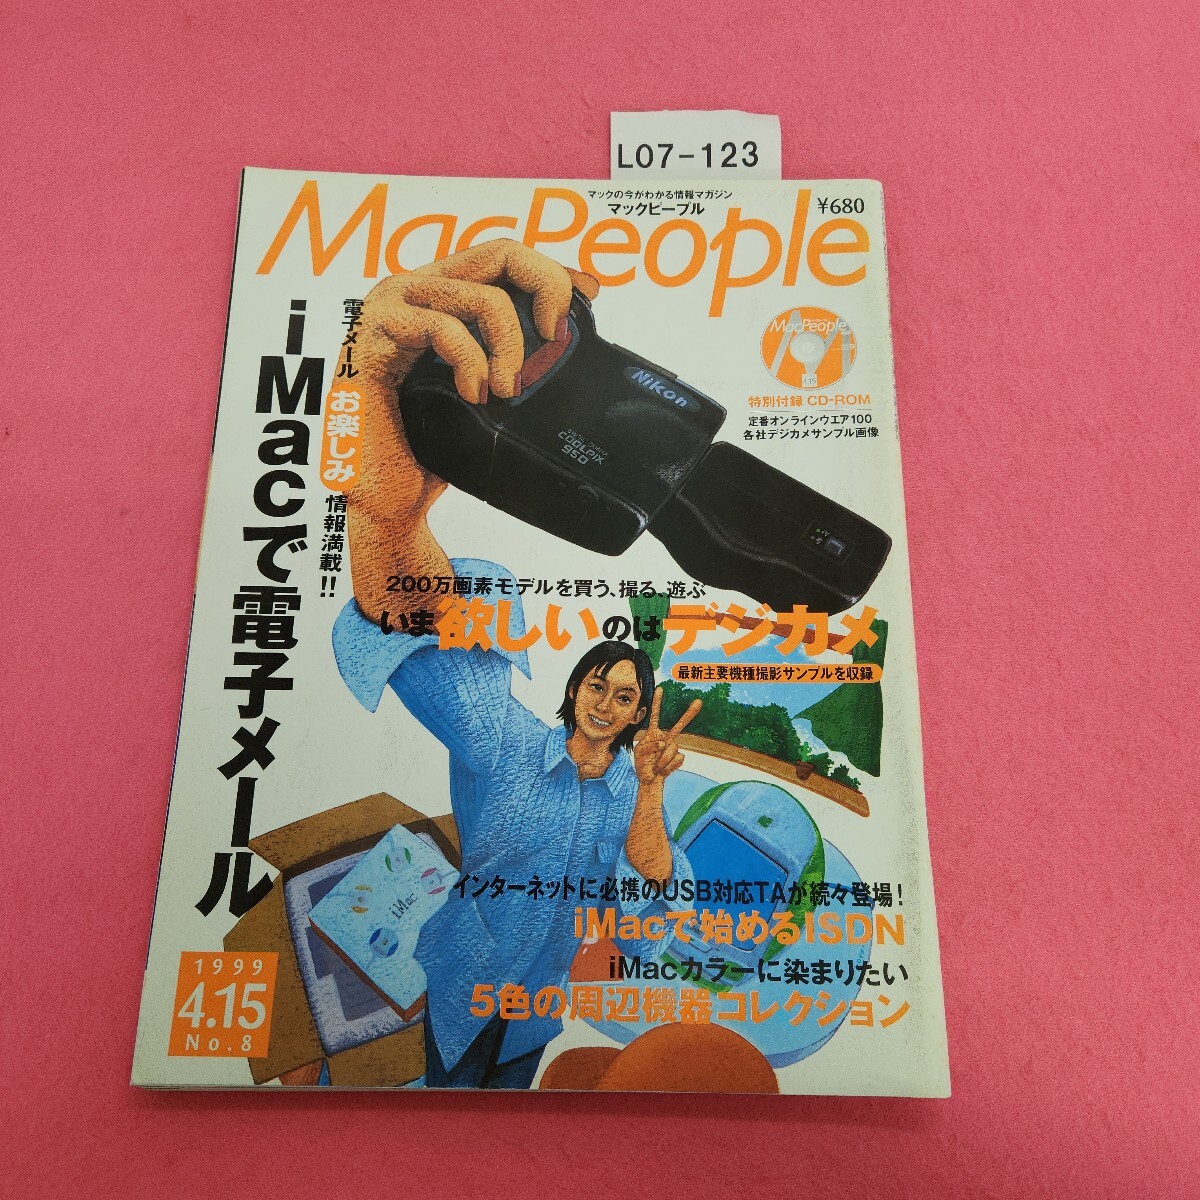 L07-123
マックの今がわかる情報マガジン
マックピープル
MacPeople
¥680
MacPeople
4.15
特別付録 CD-ROM
定番オンラインウエア100
各社デジカメサンプル画像
電子メールお楽しみ情報満載!!
iMacで電子メール
Nikon
COOLPIX
950
200万画素モデルを買う、撮る、遊ぶ
いま欲しいのはデジカメ
最新主要機種撮影サンプルを収録
iMac
インターネットに必携のUSB対応TAが続々登場!
iMacで始めるISDN
iMacカラーに染まりたい
5色の周辺機器コレクション
1999
4.15
No.8